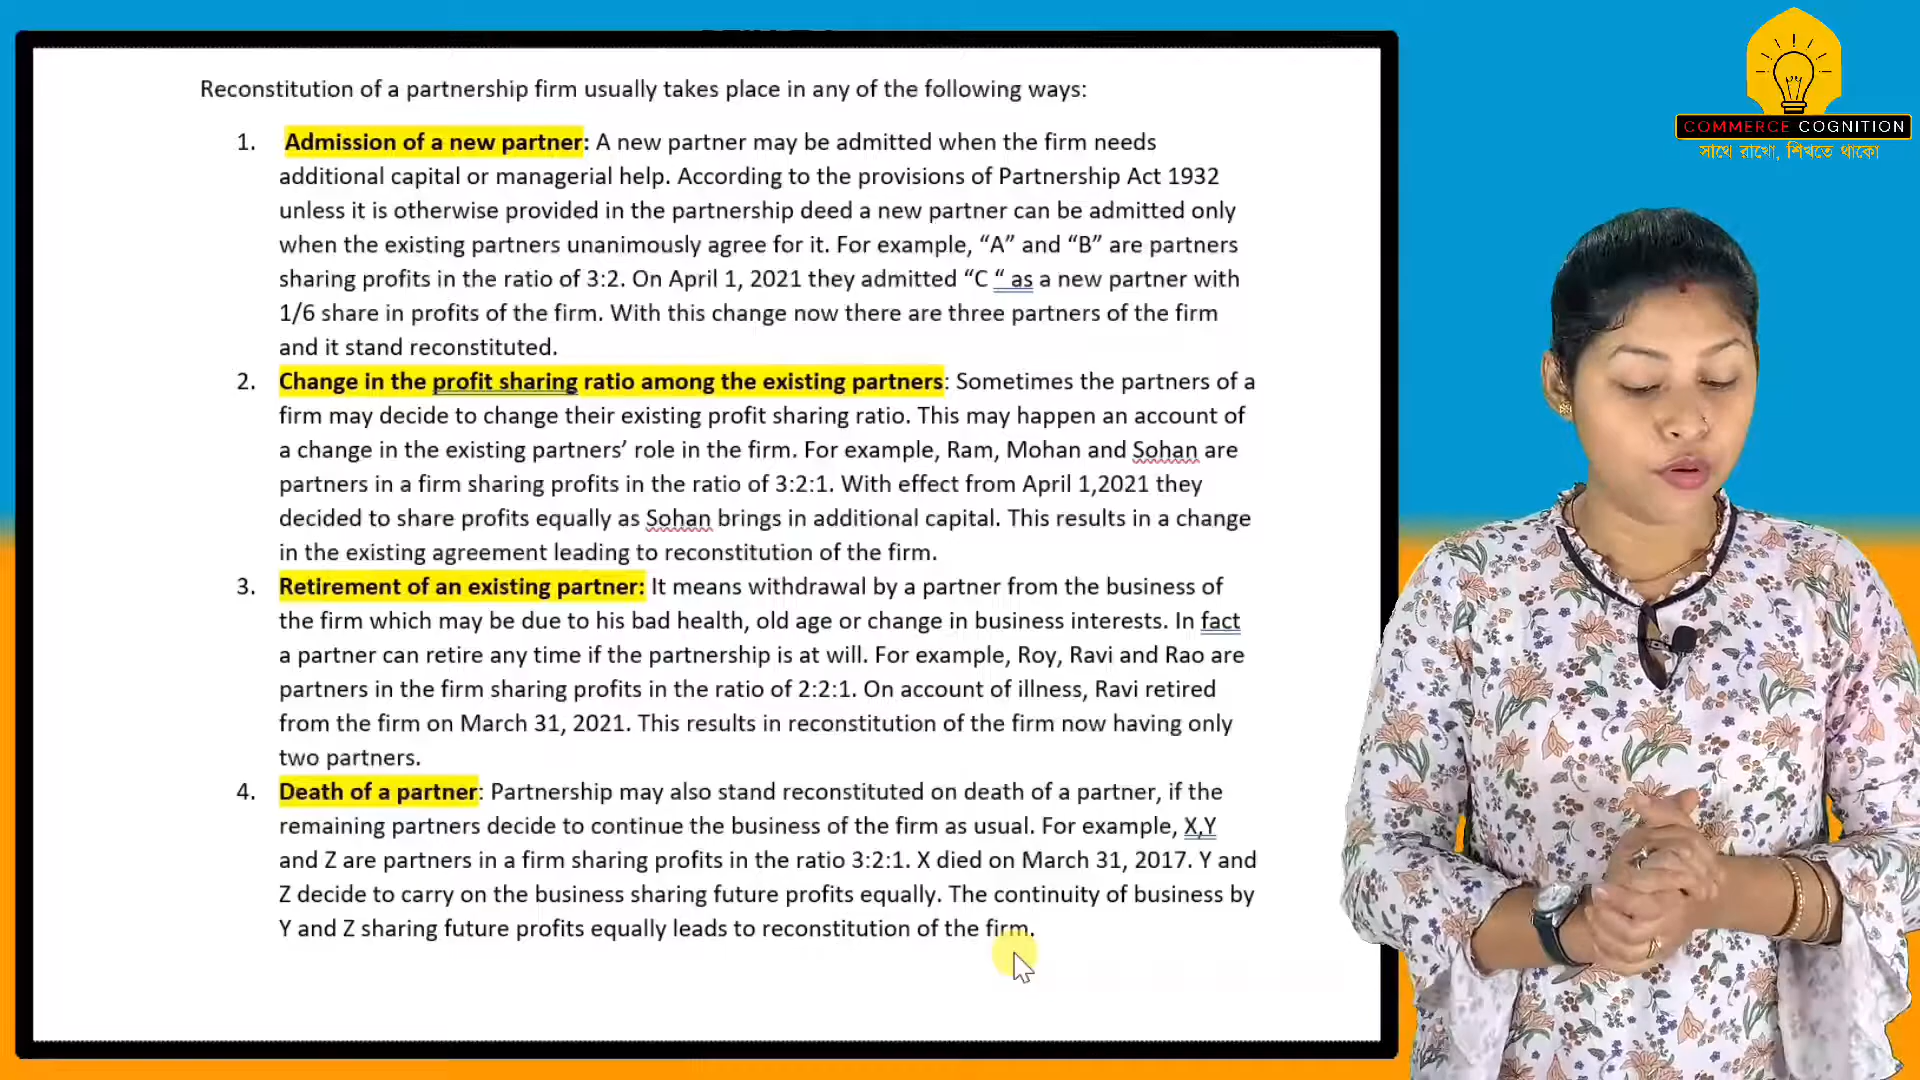 Reconstitution of a partnership firm usually takes place in any of the following ways:
1. Admission of a new partner: A new partner may be admitted when the firm needs
additional capital or managerial help. According to the provisions of Partnership Act 1932
unless it is otherwise provided in the partnership deed a new partner can be admitted only
when the existing partners unanimously agree for it. For example, “A” and “B” are partners
sharing profits in the ratio of 3:2. On April 1, 2021 they admitted “C “ as a new partner with
1/6 share in profits of the firm. With this change now there are three partners of the firm
and it stand reconstituted.
2. Change in the profit sharing ratio among the existing partners: Sometimes the partners of a
firm may decide to change their existing profit sharing ratio. This may happen an account of
a change in the existing partners’ role in the firm. For example, Ram, Mohan and Sohan are
partners in a firm sharing profits in the ratio of 3:2:1. With effect from April 1,2021 they
decided to share profits equally as Sohan brings in additional capital. This results in a change
in the existing agreement leading to reconstitution of the firm.
3. Retirement of an existing partner: It means withdrawal by a partner from the business of
the firm which may be due to his bad health, old age or change in business interests. In fact
a partner can retire any time if the partnership is at will. For example, Roy, Ravi and Rao are
partners in the firm sharing profits in the ratio of 2:2:1. On account of illness, Ravi retired
from the firm on March 31, 2021. This results in reconstitution of the firm now having only
two partners.
4. Death of a partner: Partnership may also stand reconstituted on death of a partner, if the
remaining partners decide to continue the business of the firm as usual. For example, X,Y
and Z are partners in a firm sharing profits in the ratio 3:2:1. X died on March 31, 2017. Y and
Z decide to carry on the business sharing future profits equally. The continuity of business by
Y and Z sharing future profits equally leads to reconstitution of the firm.
COMMERCE COGNITION
সাথে রাখো, শিখতে থাকো